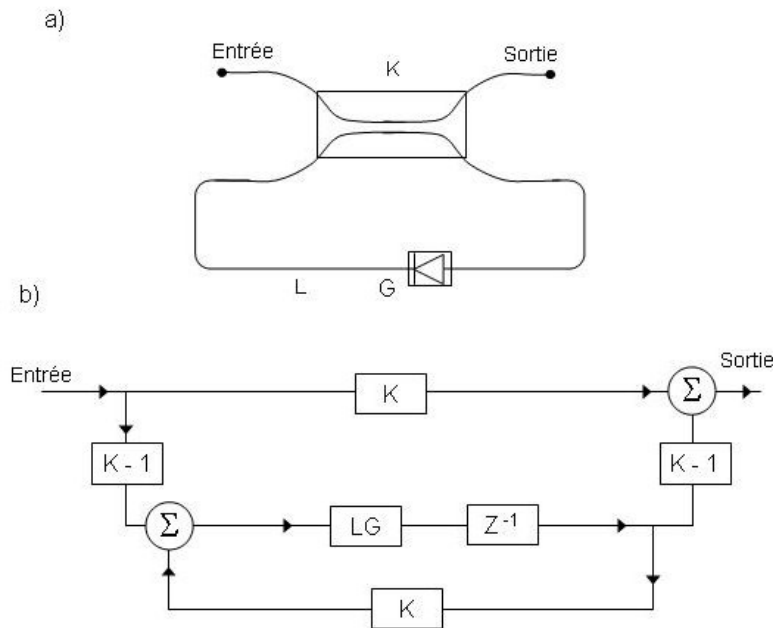 a)
Entrée
K
Sortie
L
G
b)
Entrée
K
Σ
Sortie
K - 1
K - 1
Σ
LG
Z⁻¹
K